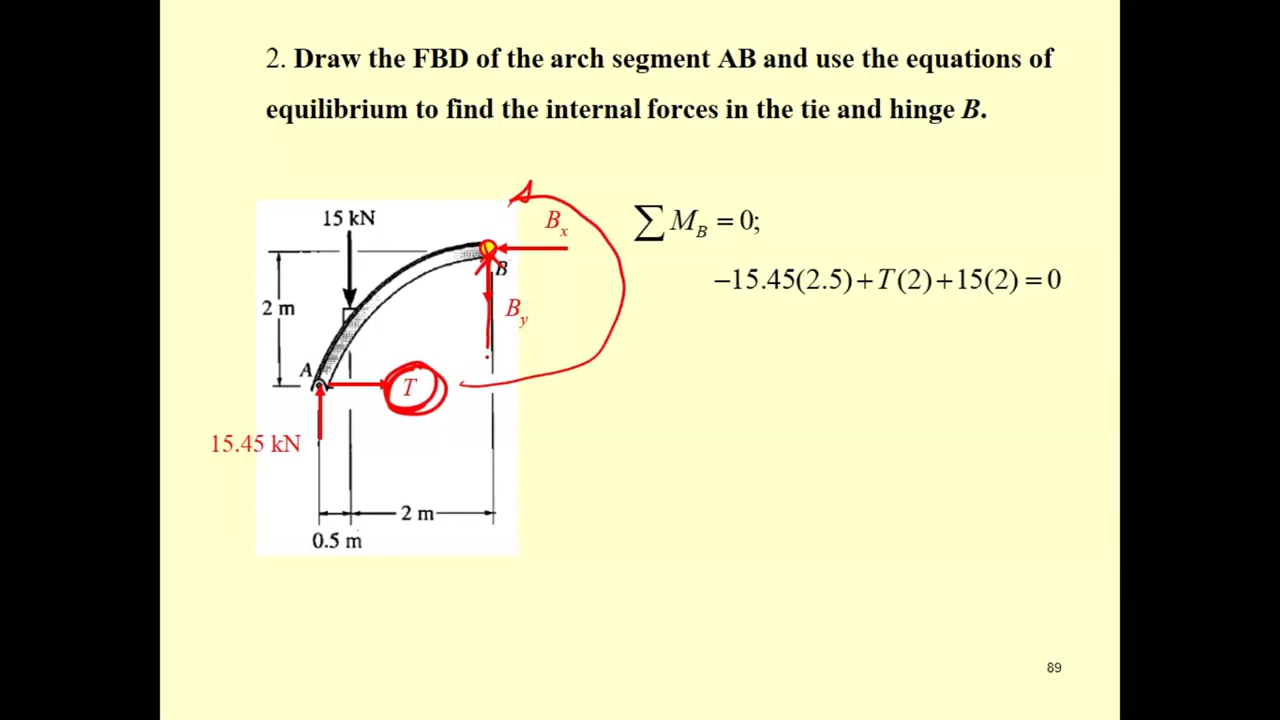 2. Draw the FBD of the arch segment AB and use the equations of
equilibrium to find the internal forces in the tie and hinge B.
15 kN
B_x
∑ M_B = 0;
B
−15.45(2.5) + T(2) + 15(2) = 0
2 m
B_y
A
T
15.45 kN
2 m
0.5 m
89